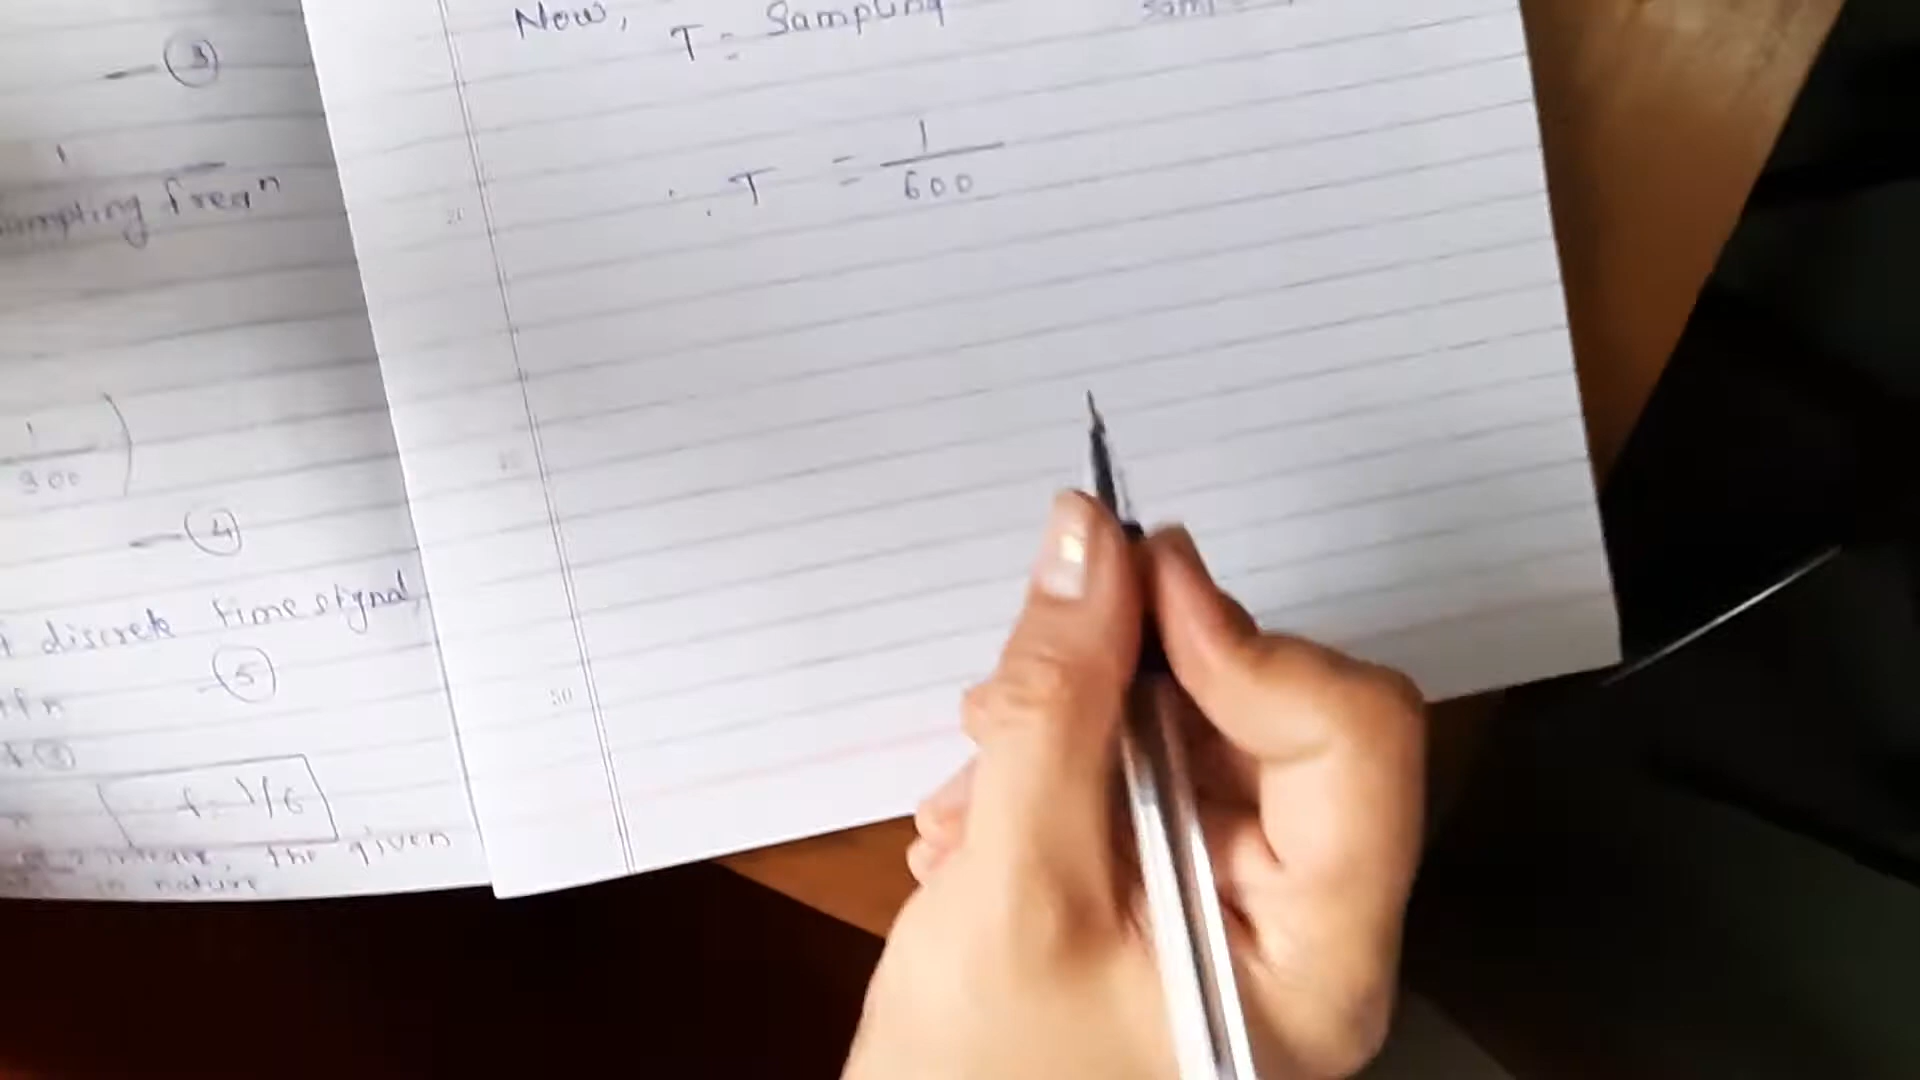 3
1
sampling freqn
1
300
4
discrete time signal,
5
f = 1/6
the given
in nature
Now,
T = Sampling
∴ T = 1
600